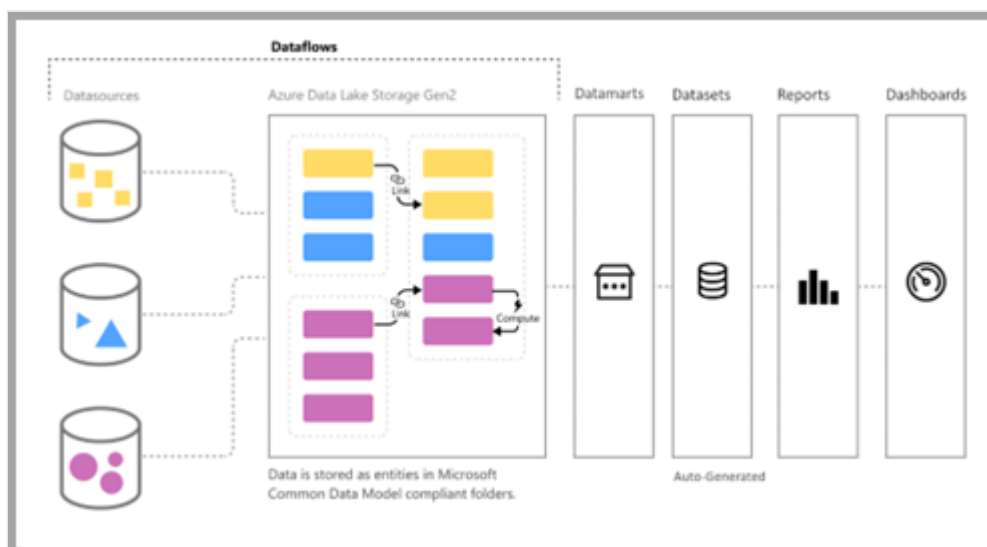 Dataflows
Datasources
Azure Data Lake Storage Gen2
Datamarts
Datasets
Reports
Dashboards
Link
Link
Compute
Data is stored as entities in Microsoft
Common Data Model compliant folders.
Auto-Generated